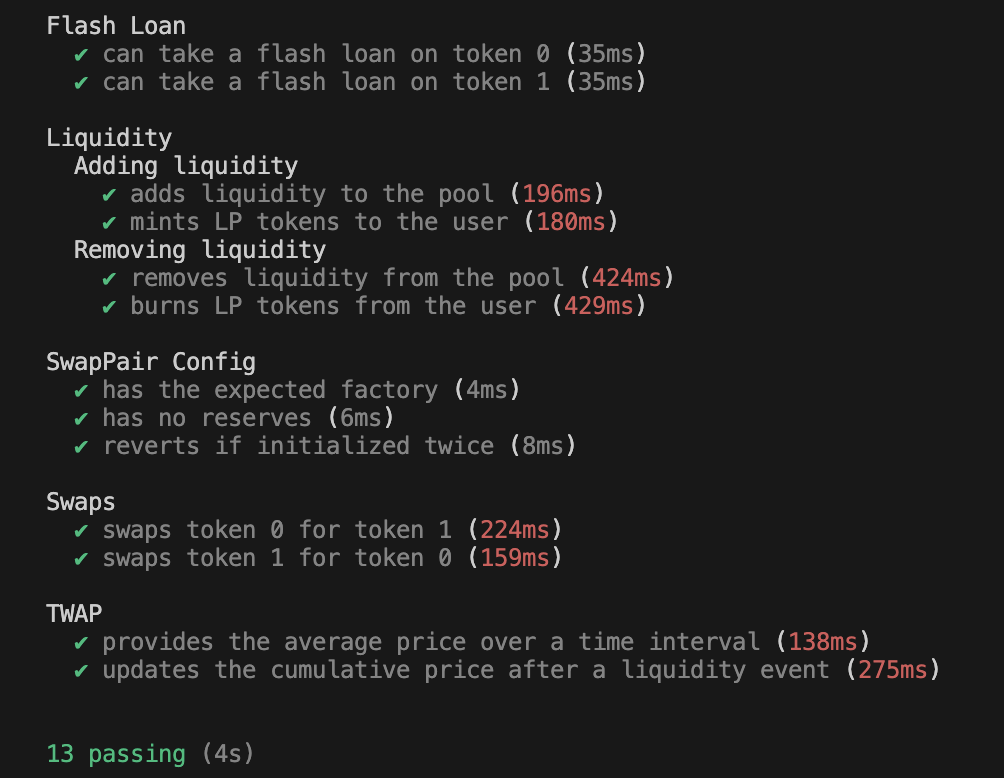 Flash Loan
✔ can take a flash loan on token 0 (35ms)
✔ can take a flash loan on token 1 (35ms)
Liquidity
Adding liquidity
✔ adds liquidity to the pool (196ms)
✔ mints LP tokens to the user (180ms)
Removing liquidity
✔ removes liquidity from the pool (424ms)
✔ burns LP tokens from the user (429ms)
SwapPair Config
✔ has the expected factory (4ms)
✔ has no reserves (6ms)
✔ reverts if initialized twice (8ms)
Swaps
✔ swaps token 0 for token 1 (224ms)
✔ swaps token 1 for token 0 (159ms)
TWAP
✔ provides the average price over a time interval (138ms)
✔ updates the cumulative price after a liquidity event (275ms)
13 passing (4s)